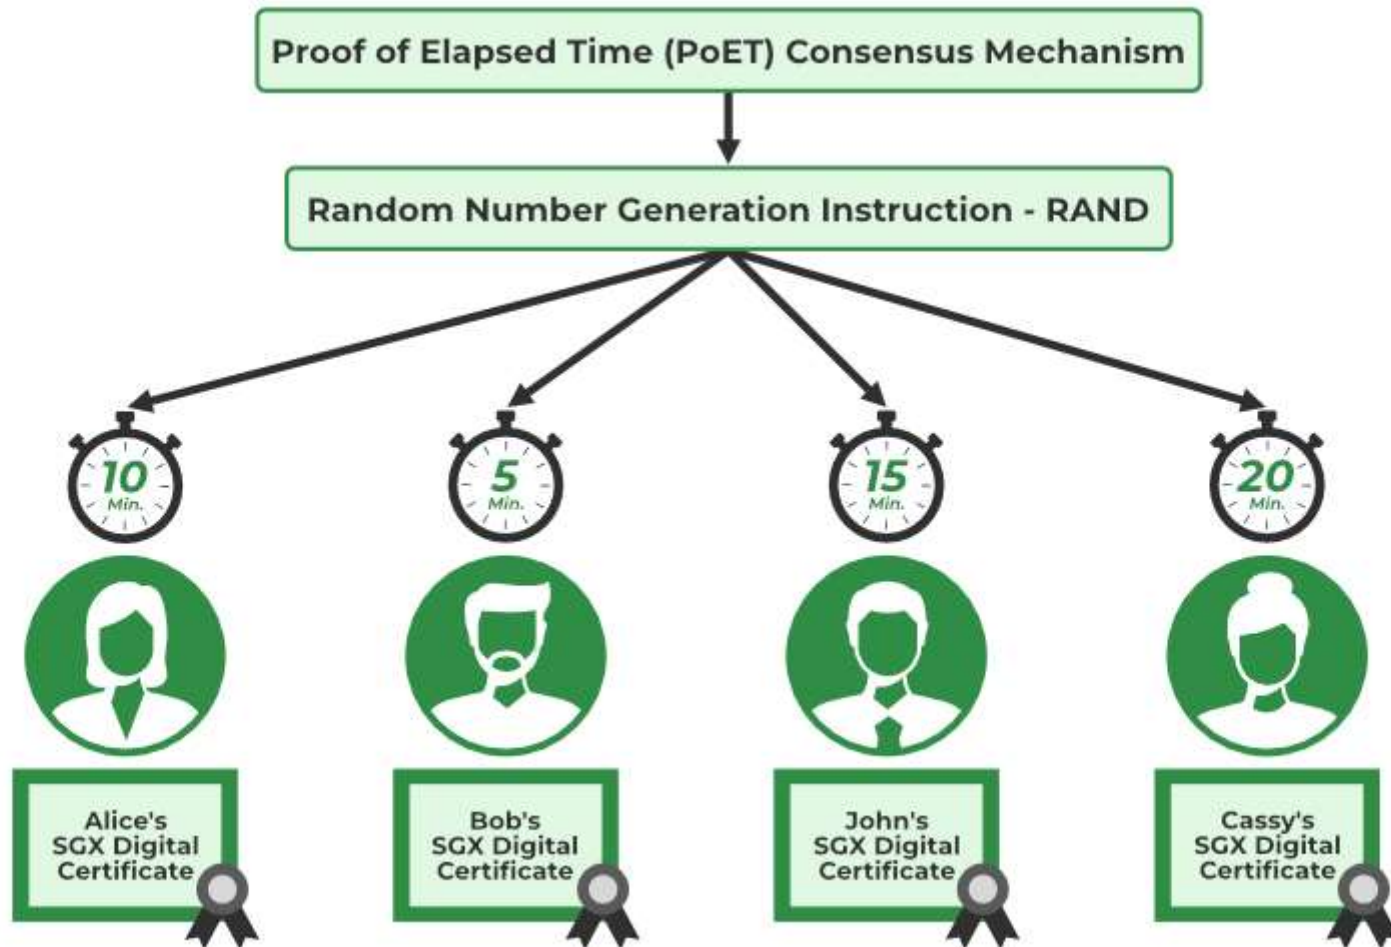 Proof of Elapsed Time (PoET) Consensus Mechanism
Random Number Generation Instruction - RAND
10
Min.
5
Min.
15
Min.
20
Min.
Alice's
SGX Digital
Certificate
Bob's
SGX Digital
Certificate
John's
SGX Digital
Certificate
Cassy's
SGX Digital
Certificate